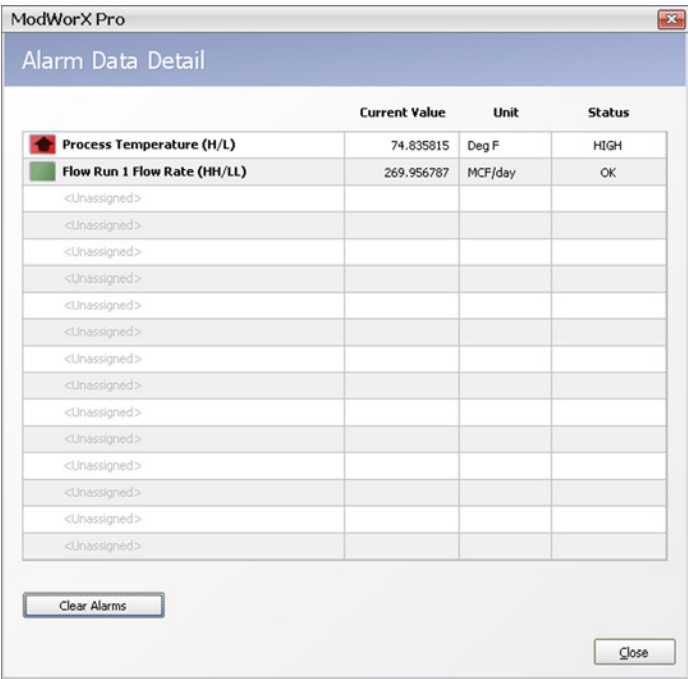 ModWorX Pro
Alarm Data Detail
Current Value Unit Status
Process Temperature (H/L) 74.835815 Deg F HIGH
Flow Run 1 Flow Rate (HH/LL) 269.956787 MCF/day OK
<Unassigned>
<Unassigned>
<Unassigned>
<Unassigned>
<Unassigned>
<Unassigned>
<Unassigned>
<Unassigned>
<Unassigned>
<Unassigned>
<Unassigned>
<Unassigned>
<Unassigned>
<Unassigned>
Clear Alarms
Close